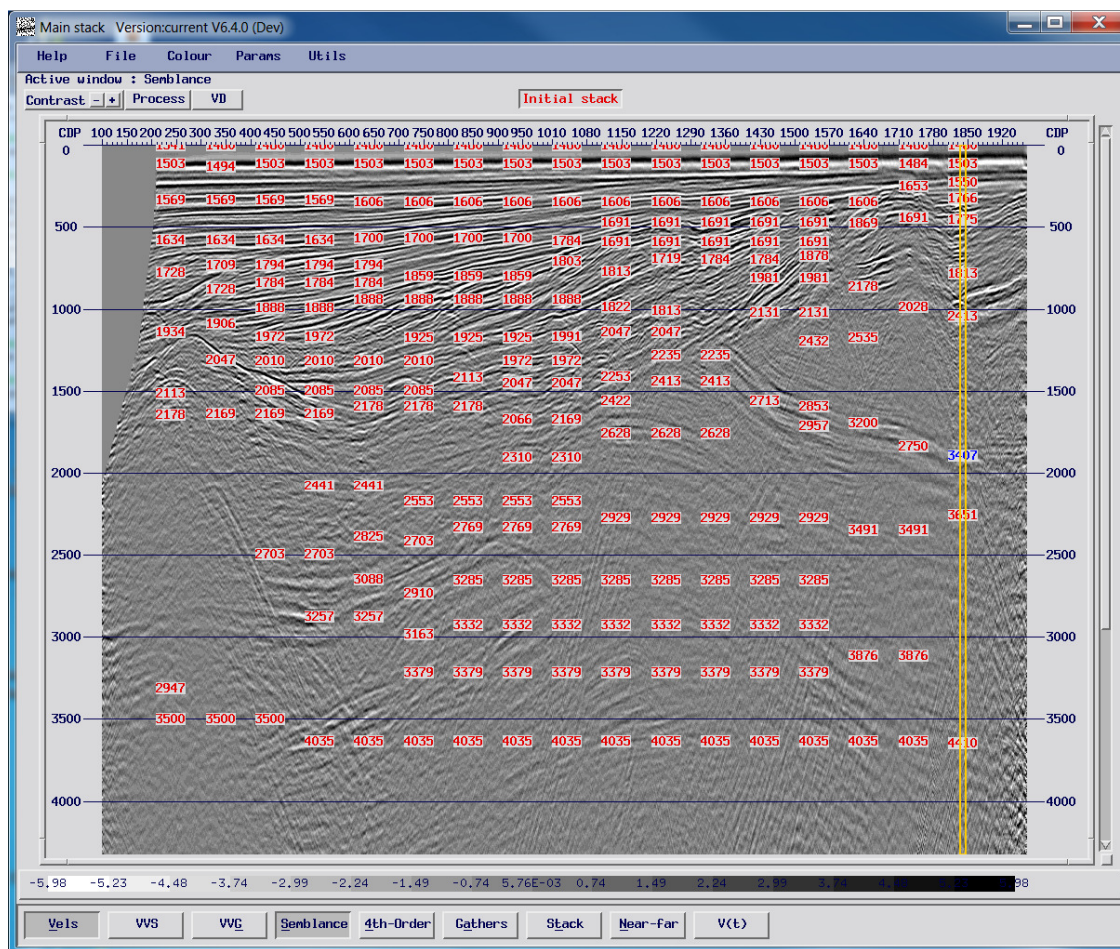 Main stack Version:current V6.4.0 (Dev)
Help File Colour Params Utils
Active window : Semblance
Contrast - + Process VD Initial stack
CDP 100 150 200 250 300 350 400 450 500 550 600 650 700 750 800 850 900 950 1010 1080 1150 1220 1290 1360 1430 1500 1570 1640 1710 1780 1850 1920 CDP
0 0
1503 1494 1503 1503 1503 1503 1503 1503 1503 1503 1503 1503 1503 1503 1503 1484 1503
1653 1550
1569 1569 1569 1569 1606 1606 1606 1606 1606 1606 1606 1606 1606 1606 1606 1766
500 1691 1691 1691 1691 1691 1869 1691 1775 500
1634 1634 1634 1634 1700 1700 1700 1700 1784 1691 1691 1691 1691 1691
1728 1709 1794 1794 1794 1803 1813 1719 1784 1784 1878 1813
1728 1784 1784 1784 1859 1859 1859 1981 1981 2178
1000 1888 1888 1888 1888 1888 1888 1888 1822 1813 2131 2131 2028 2413 1000
1934 1906 1972 1972 1925 1925 1925 1991 2047 2047 2432 2535
2047 2010 2010 2010 2010 1972 1972 2235 2235
1500 2113 2085 2085 2085 2085 2113 2047 2047 2253 2413 2413 1500
2178 2169 2169 2169 2178 2178 2178 2066 2169 2422 2713 2853
2628 2628 2628 2957 3200
2310 2310 2750 3407
2000 2000
2441 2441 2553 2553 2553 2553
2825 2703 2769 2769 2769 2929 2929 2929 2929 2929 3491 3491 3651
2500 2703 2703 2500
3088 2910 3285 3285 3285 3285 3285 3285 3285
3257 3257 3332 3332 3332 3332 3332 3332 3332
3000 3163 3000
3876 3876
2947 3379 3379 3379 3379 3379 3379 3379 3379
3500 3500 3500 3500 3500
4035 4035 4035 4035 4035 4035 4035 4035 4035 4035 4035 4035 4410
4000 4000
-5.98 -5.23 -4.48 -3.74 -2.99 -2.24 -1.49 -0.74 5.76E-03 0.74 1.49 2.24 2.99 3.74
Vels VVS VVG Semblance 4th-Order Gathers Stack Near-far V(t)